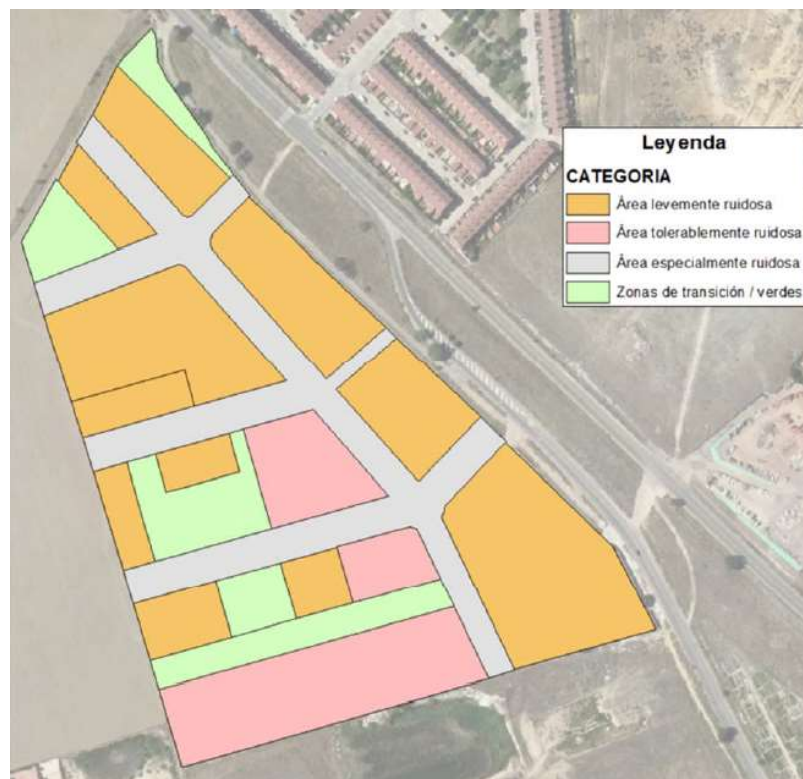 Leyenda
CATEGORIA
Área levemente ruidosa
Área tolerablemente ruidosa
Área especialmente ruidosa
Zonas de transición / verdes